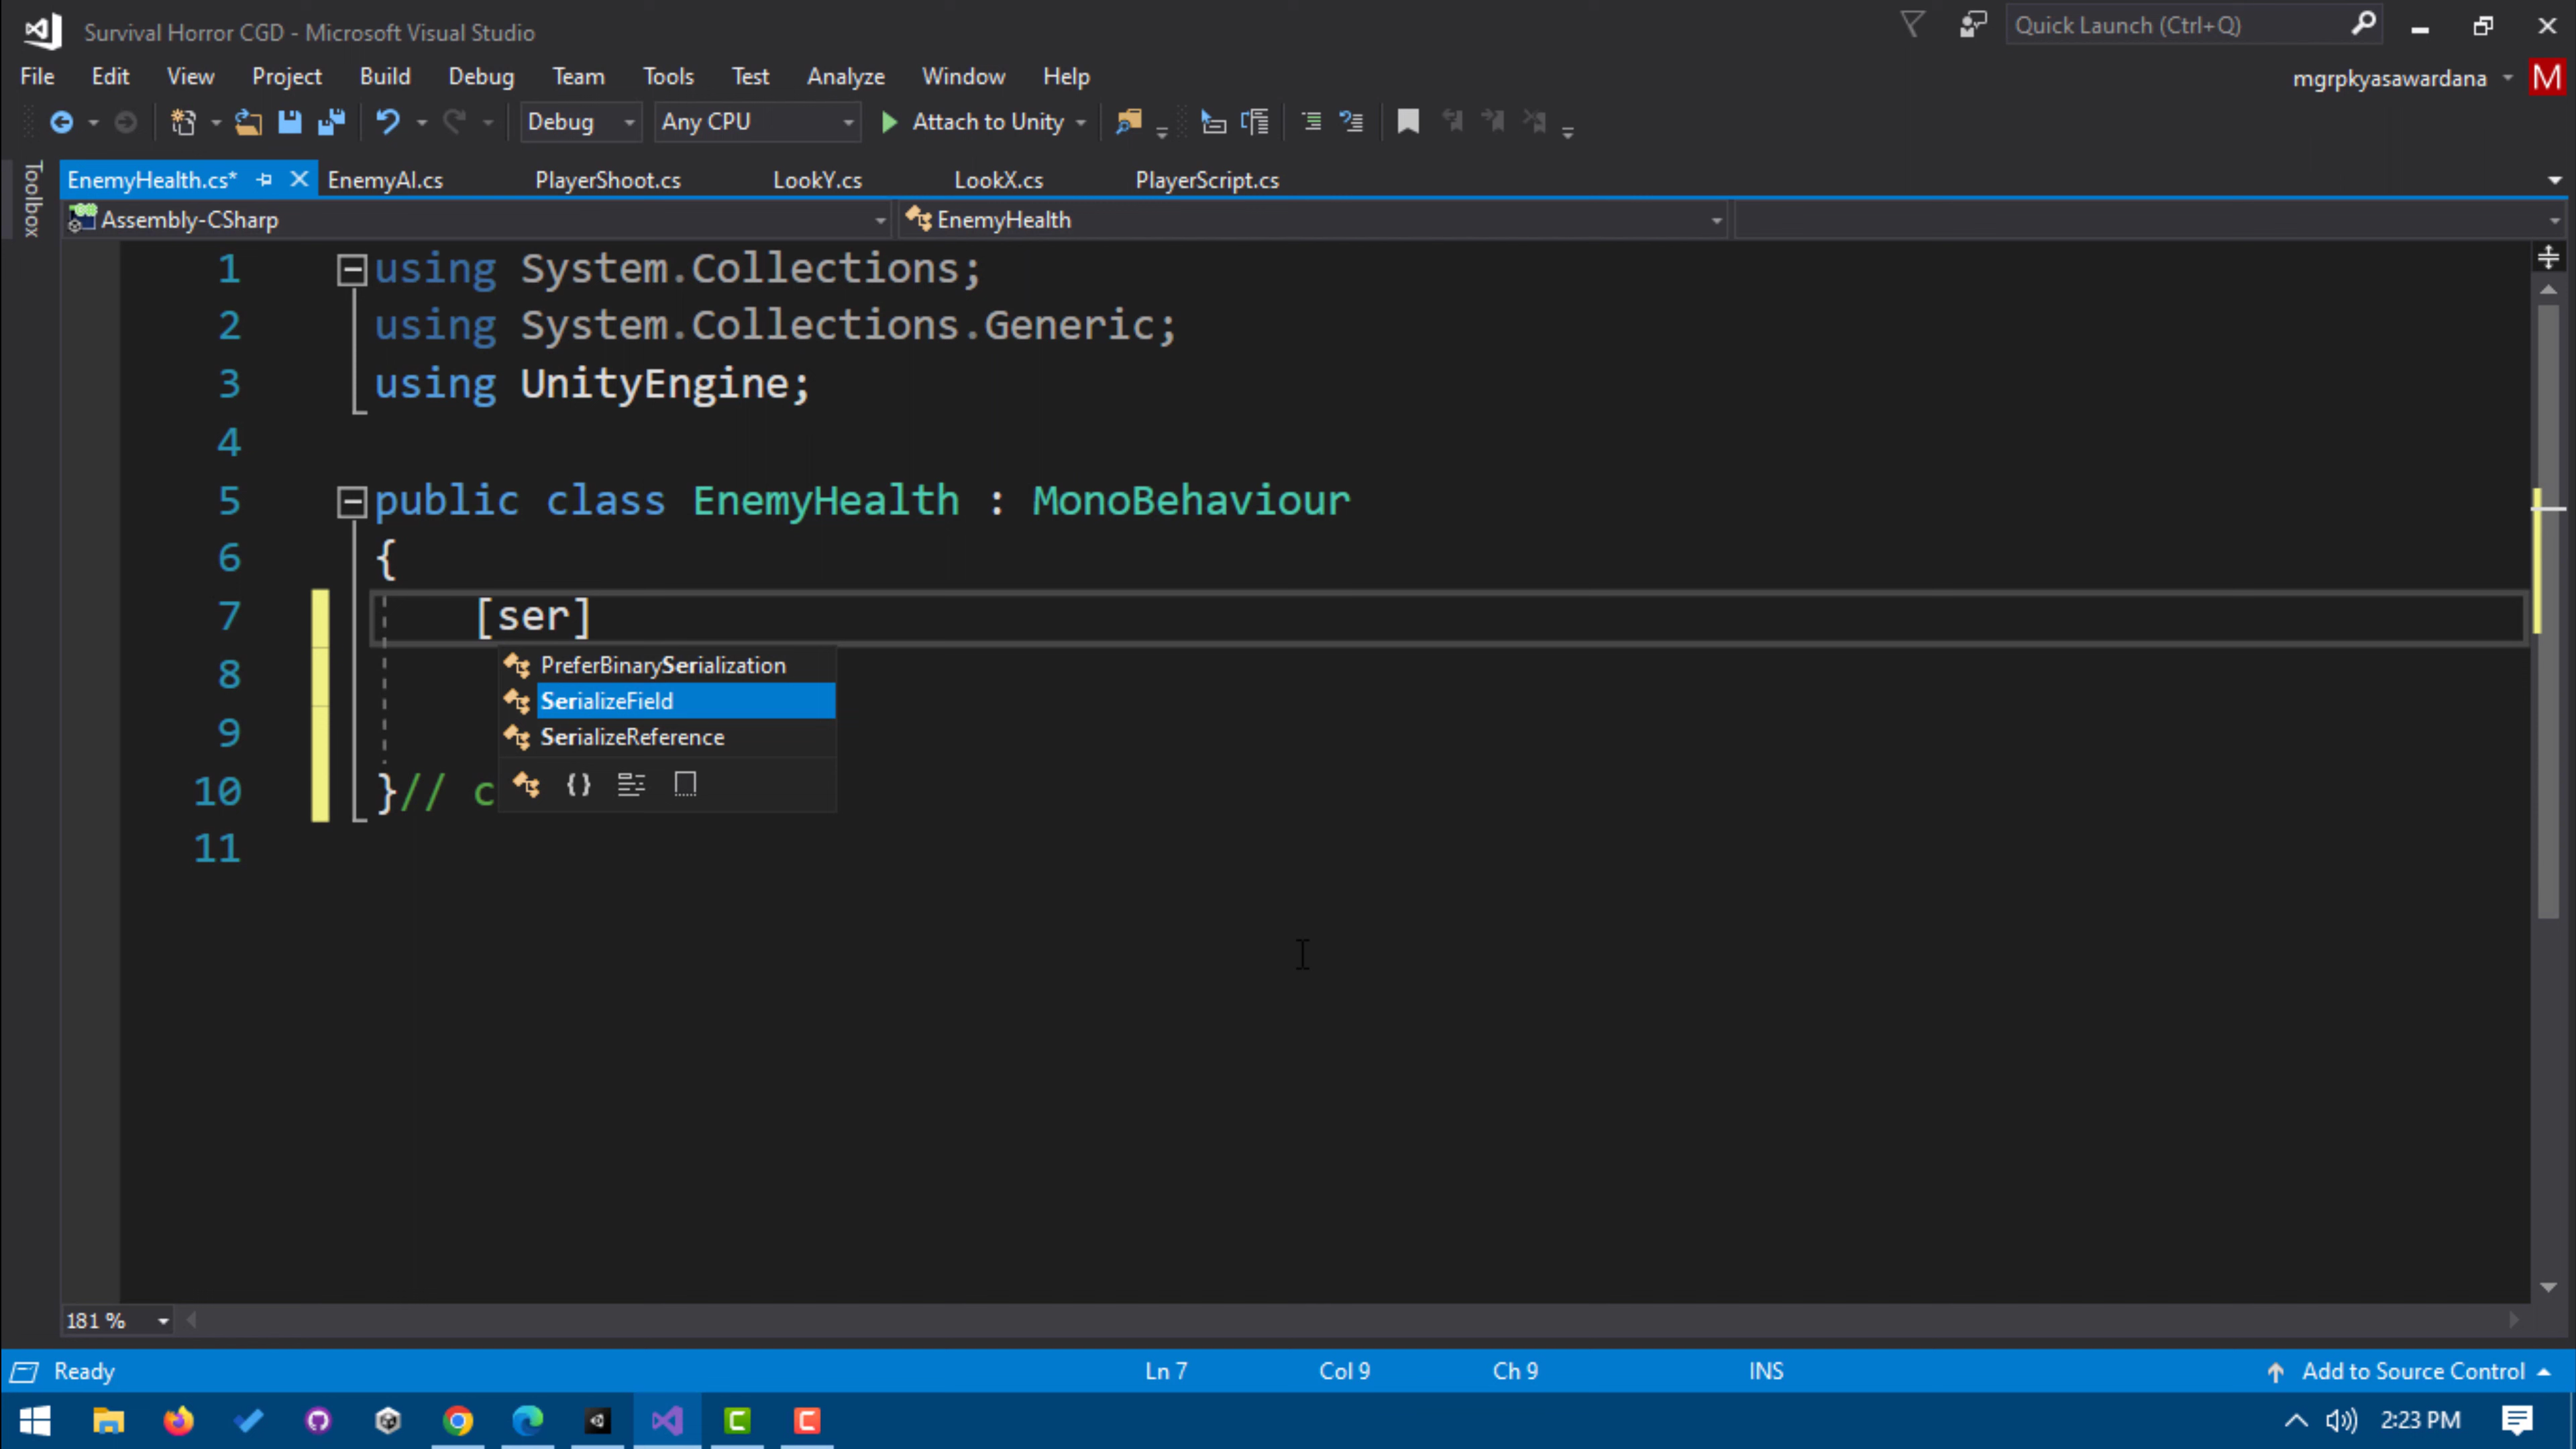 Survival Horror CGD - Microsoft Visual Studio
Quick Launch (Ctrl+Q)
File Edit View Project Build Debug Team Tools Test Analyze Window Help
mgrpkyasawardana M
Debug Any CPU Attach to Unity
Toolbox
EnemyHealth.cs* EnemyAI.cs PlayerShoot.cs LookY.cs LookX.cs PlayerScript.cs
Assembly-CSharp EnemyHealth
1 using System.Collections;
2 using System.Collections.Generic;
3 using UnityEngine;
4
5 public class EnemyHealth : MonoBehaviour
6 {
7 [ser]
PreferBinarySerialization
8 SerializeField
9 SerializeReference
10 }// c
11
181 %
Ready Ln 7 Col 9 Ch 9 INS Add to Source Control
2:23 PM